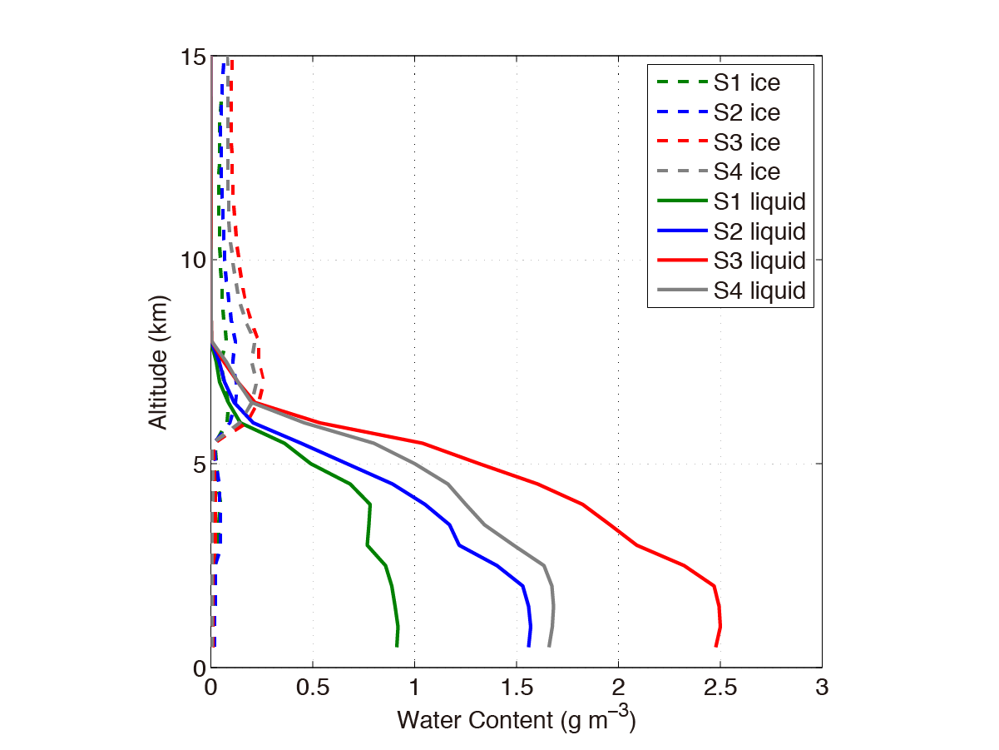 15
10
5
0
0
0.5
1
1.5
2
2.5
3
Altitude (km)
Water Content (g m–3)
S1 ice
S2 ice
S3 ice
S4 ice
S1 liquid
S2 liquid
S3 liquid
S4 liquid